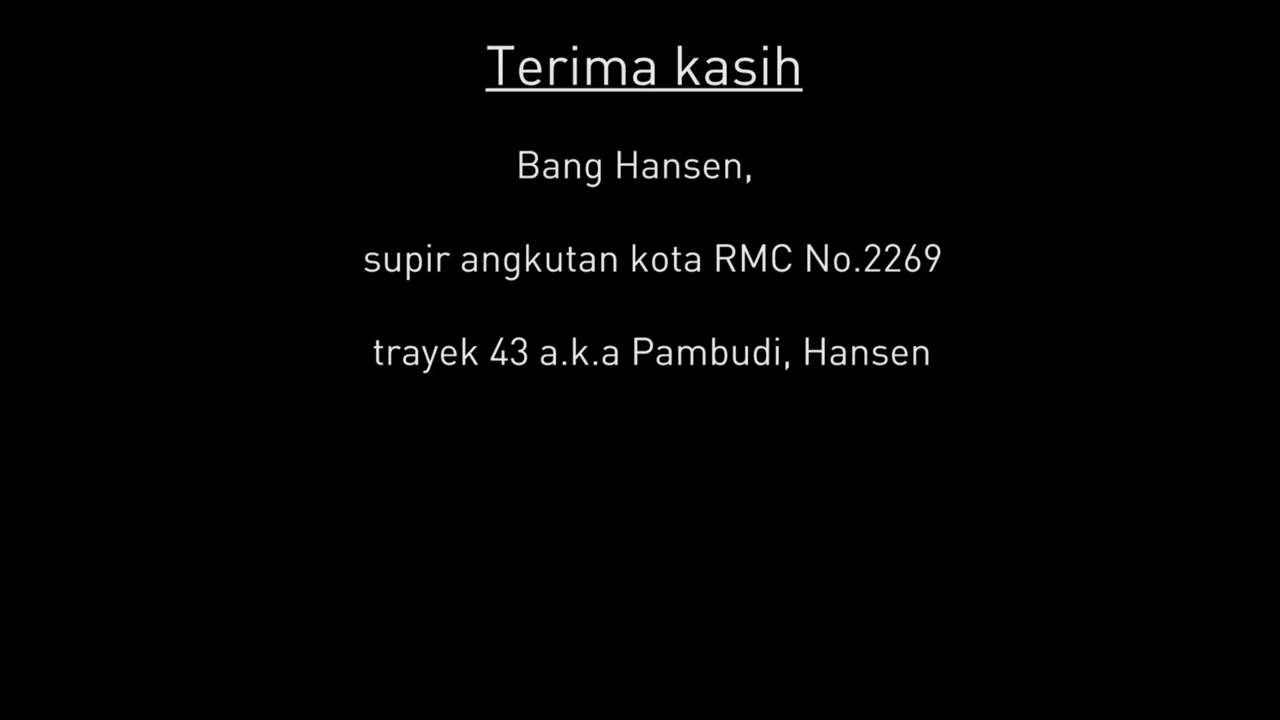 Terima kasih
Bang Hansen,
supir angkutan kota RMC No.2269
trayek 43 a.k.a Pambudi, Hansen